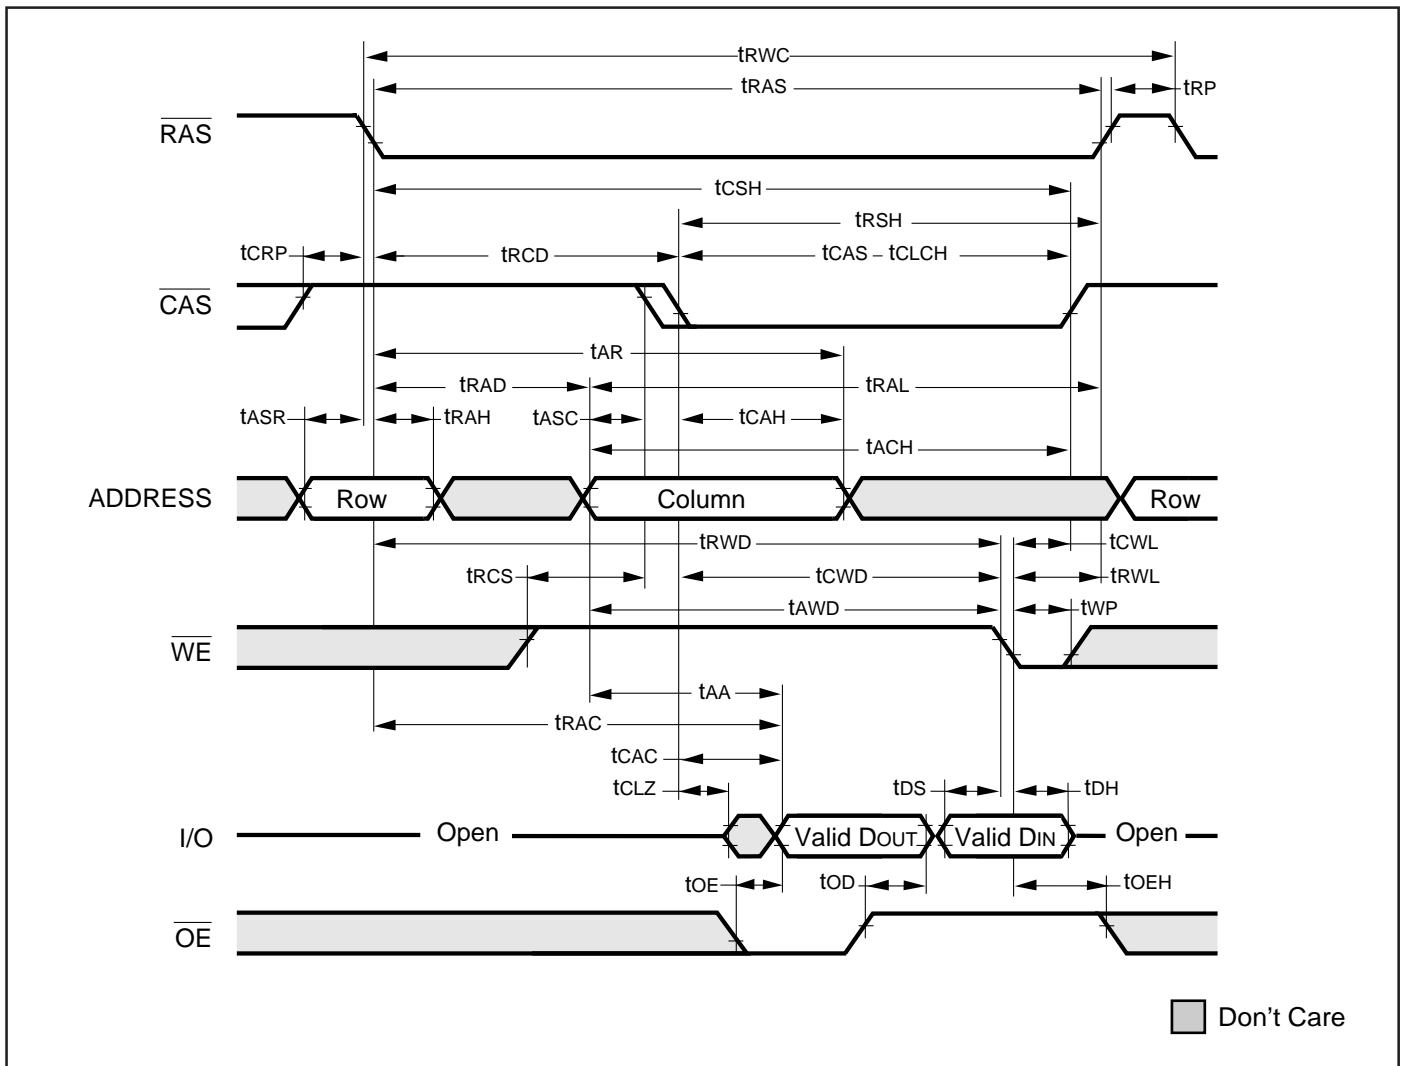 tRWC
tRAS
tRP
RAS
tCSH
tRSH
tCRP
tRCD
tCAS – tCLCH
CAS
tAR
tRAD
tRAL
tASR
tRAH
tASC
tCAH
tACH
ADDRESS
Row
Column
Row
tRWD
tCWL
tRCS
tCWD
tRWL
tAWD
tWP
WE
tAA
tRAC
tCAC
tCLZ
tDS
tDH
I/O
Open
Valid DOUT
Valid DIN
Open
tOE
tOD
tOEH
OE
Don't Care